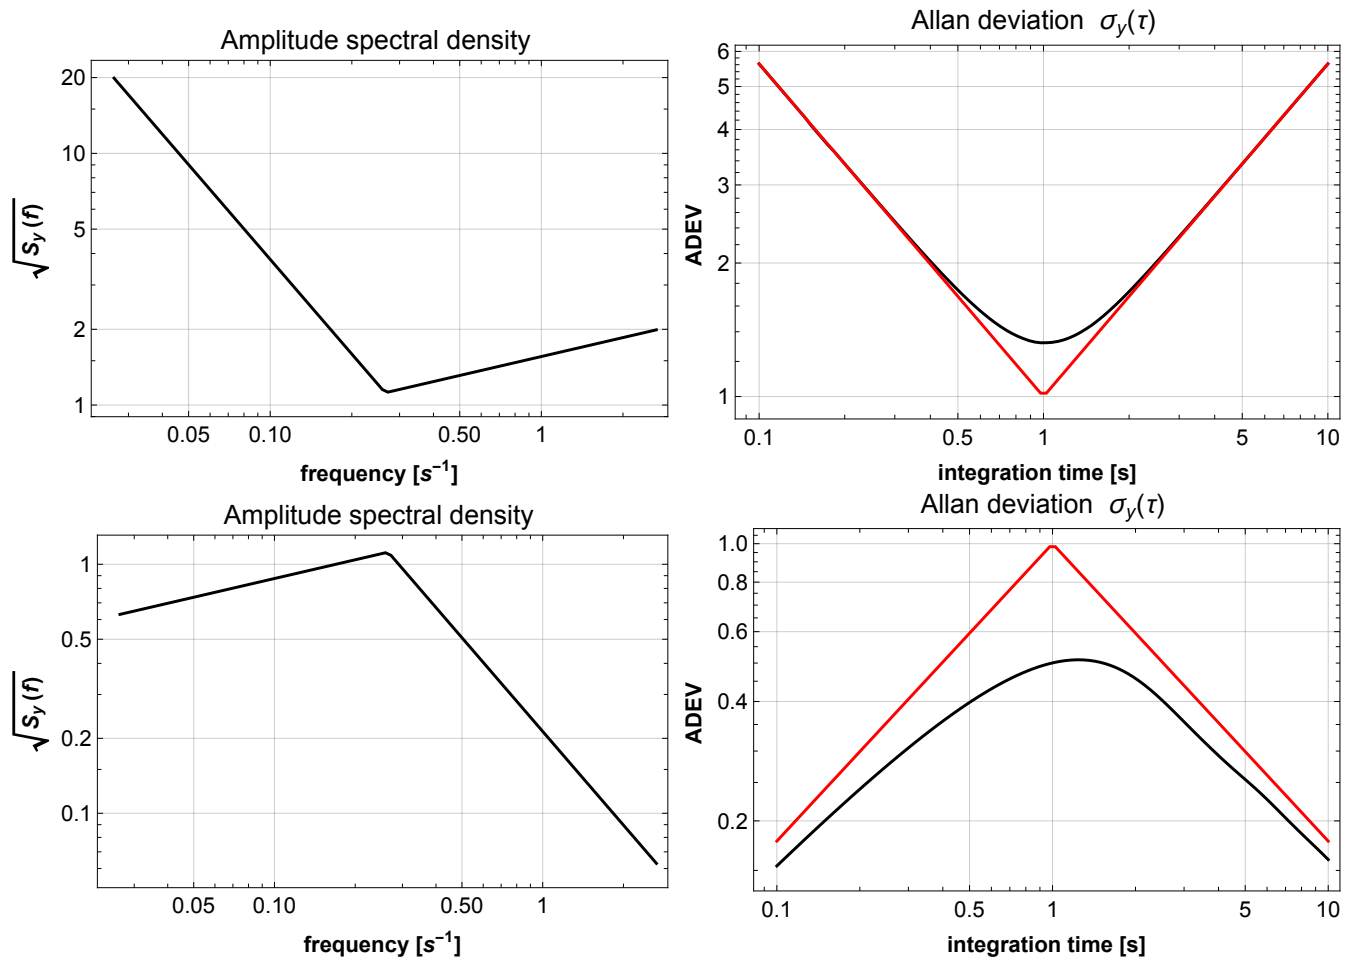 Amplitude spectral density
20
10
5
2
1
√S_y(f)
0.05 0.10 0.50 1
frequency [s⁻¹]
Allan deviation σ_y(τ)
6
5
4
3
2
1
ADEV
0.1 0.5 1 5 10
integration time [s]
Amplitude spectral density
1
0.5
0.2
0.1
√S_y(f)
0.05 0.10 0.50 1
frequency [s⁻¹]
Allan deviation σ_y(τ)
1.0
0.8
0.6
0.4
0.2
ADEV
0.1 0.5 1 5 10
integration time [s]